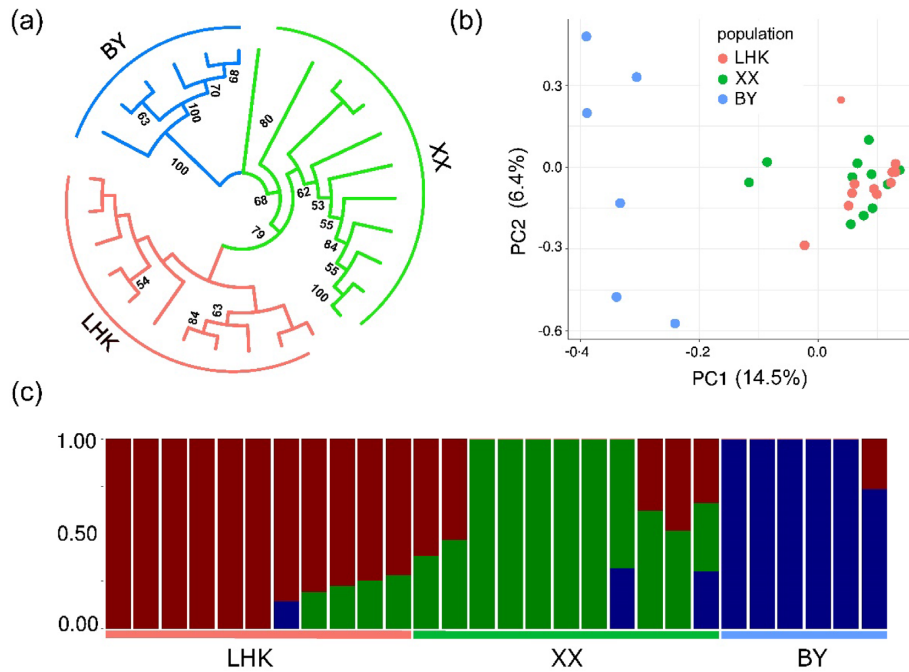 (a)
BY
XX
LHK
68
70
100
63
100
80
68
79
62
53
55
84
55
100
54
84
63
(b)
population
LHK
XX
BY
0.3
0.0
-0.3
-0.6
PC2 (6.4%)
-0.4
-0.2
0.0
PC1 (14.5%)
(c)
1.00
0.50
0.00
LHK
XX
BY